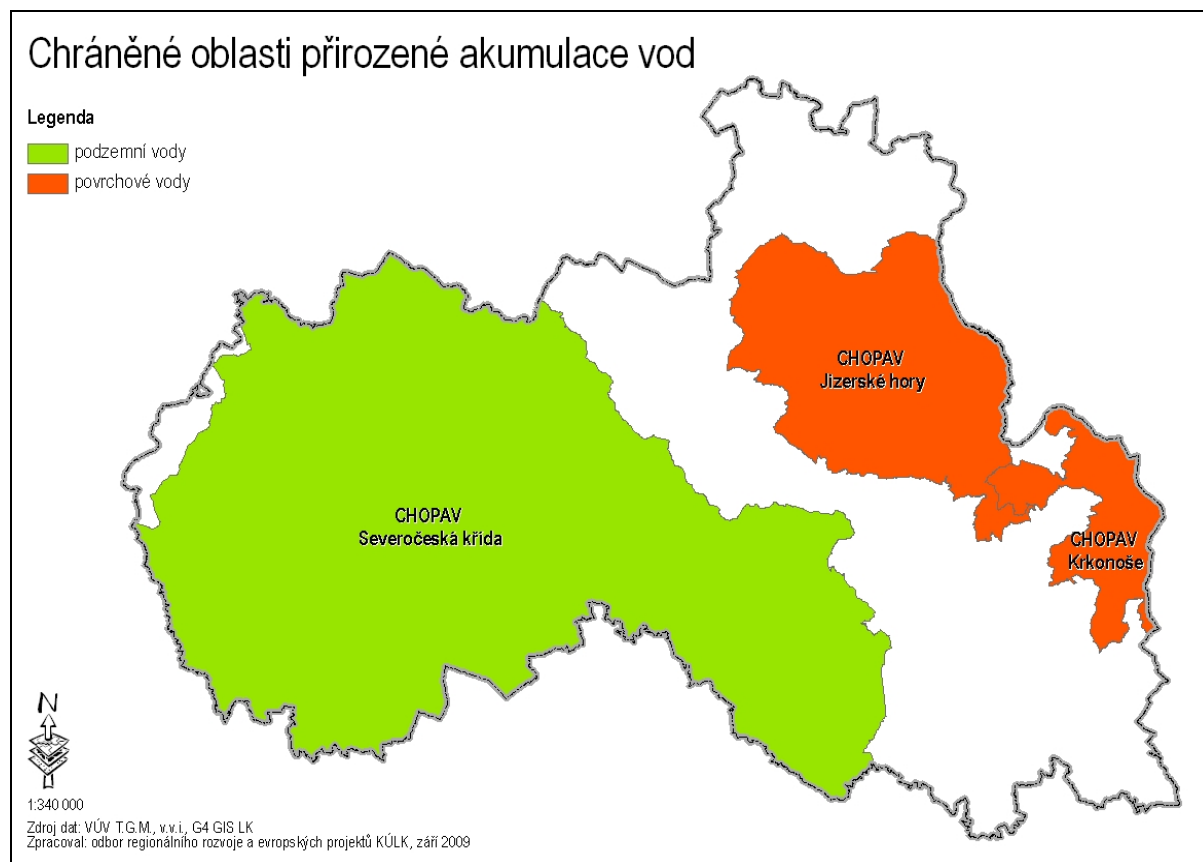 Chráněné oblasti přirozené akumulace vod
Legenda
podzemní vody
povrchové vody
CHOPAV
Jizerské hory
CHOPAV
Severočeská křída
CHOPAV
Krkonoše
N
1:340 000
Zdroj dat: VÚV T.G.M., v.v.i., G4 GIS LK
Zpracoval: odbor regionálního rozvoje a evropských projektů KÚLK, září 2009